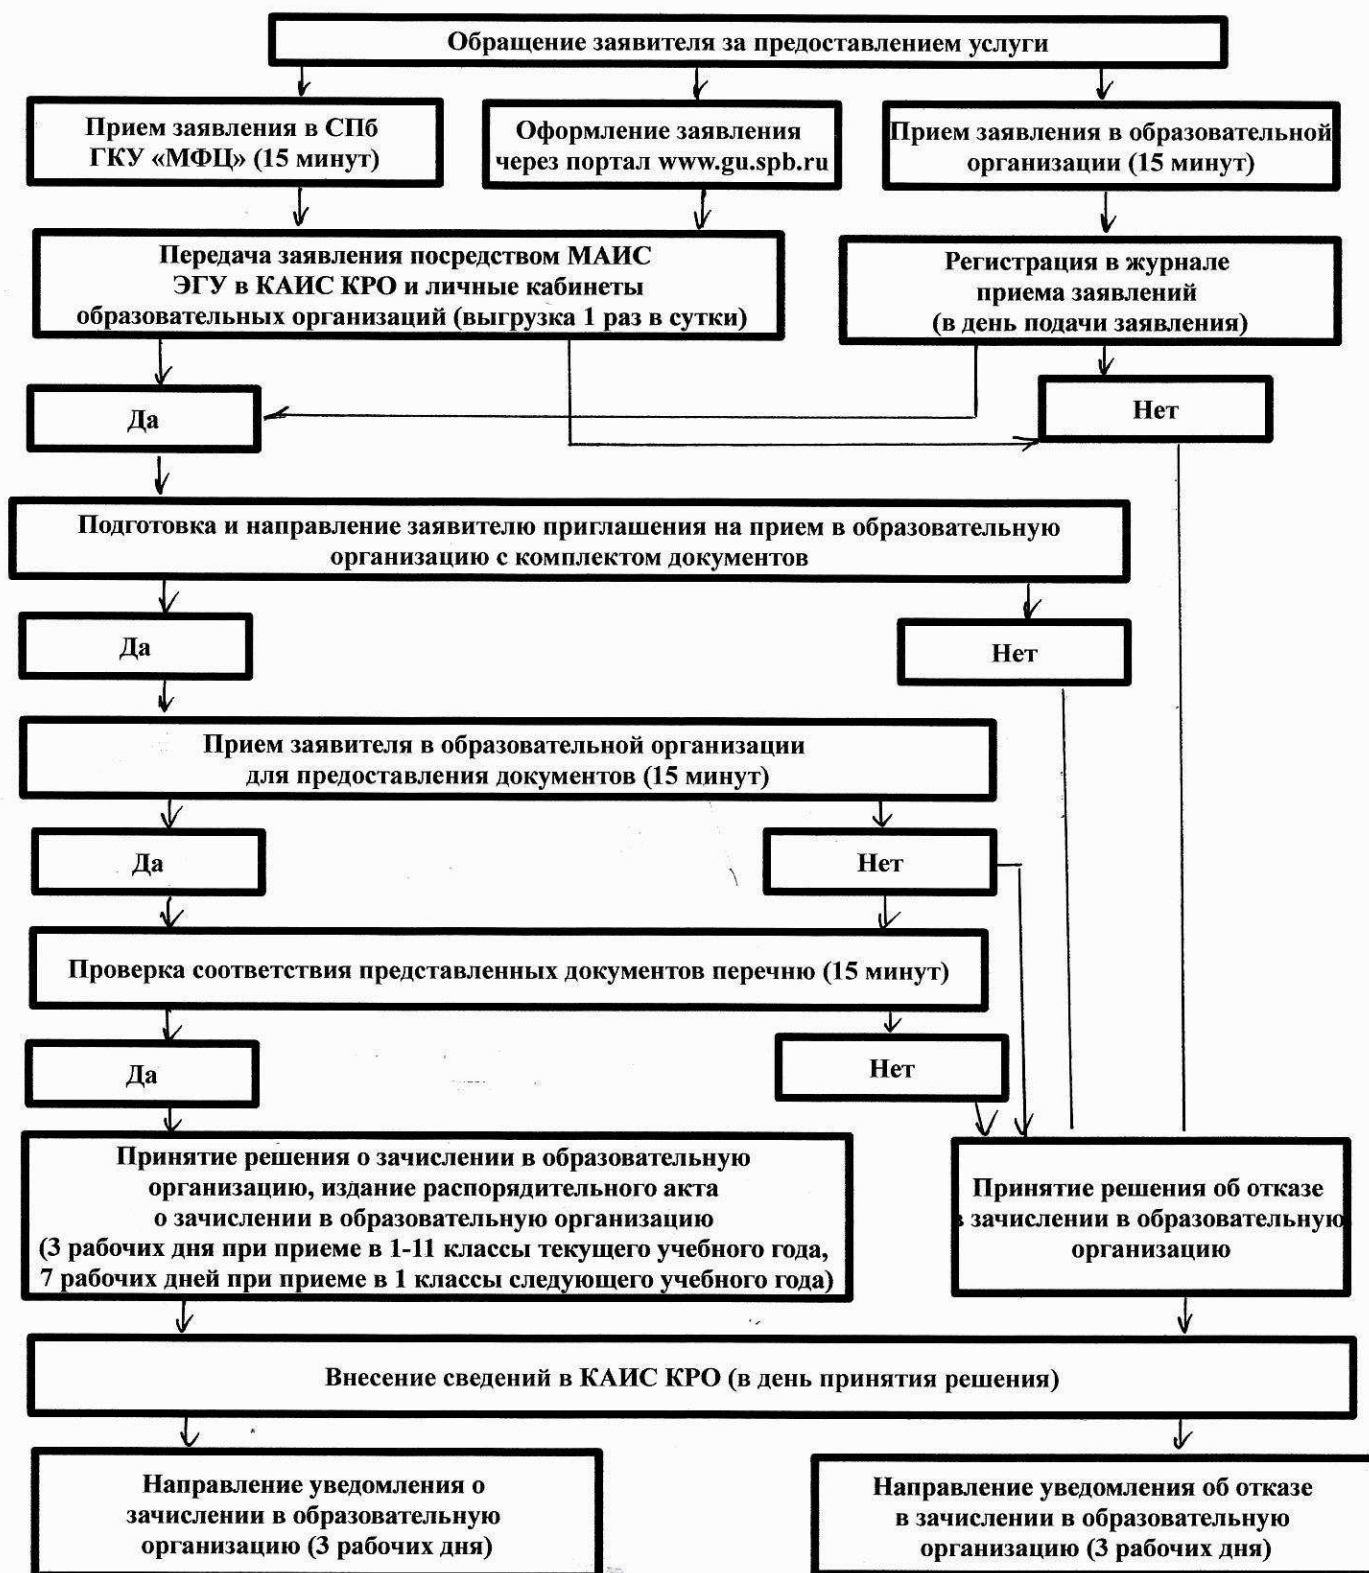 Обращение заявителя за предоставлением услуги
Прием заявления в СПб
ГКУ «МФЦ» (15 минут)
Оформление заявления
через портал www.gu.spb.ru
Прием заявления в образовательной
организации (15 минут)
Передача заявления посредством МАИС
ЭГУ в КАИС КРО и личные кабинеты
образовательных организаций (выгрузка 1 раз в сутки)
Регистрация в журнале
приема заявлений
(в день подачи заявления)
Да
Нет
Подготовка и направление заявителю приглашения на прием в образовательную
организацию с комплектом документов
Да
Нет
Прием заявителя в образовательной организации
для предоставления документов (15 минут)
Да
Нет
Проверка соответствия представленных документов перечню (15 минут)
Да
Нет
Принятие решения о зачислении в образовательную
организацию, издание распорядительного акта
о зачислении в образовательную организацию
(3 рабочих дня при приеме в 1-11 классы текущего учебного года,
7 рабочих дней при приеме в 1 классы следующего учебного года)
Принятие решения об отказе
в зачислении в образовательную
организацию
Внесение сведений в КАИС КРО (в день принятия решения)
Направление уведомления о
зачислении в образовательную
организацию (3 рабочих дня)
Направление уведомления об отказе
в зачислении в образовательную
организацию (3 рабочих дня)